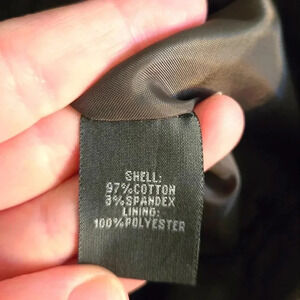 SHELL:
97%COTTON
3%SPANDEX
LINING:
100%POLYESTER